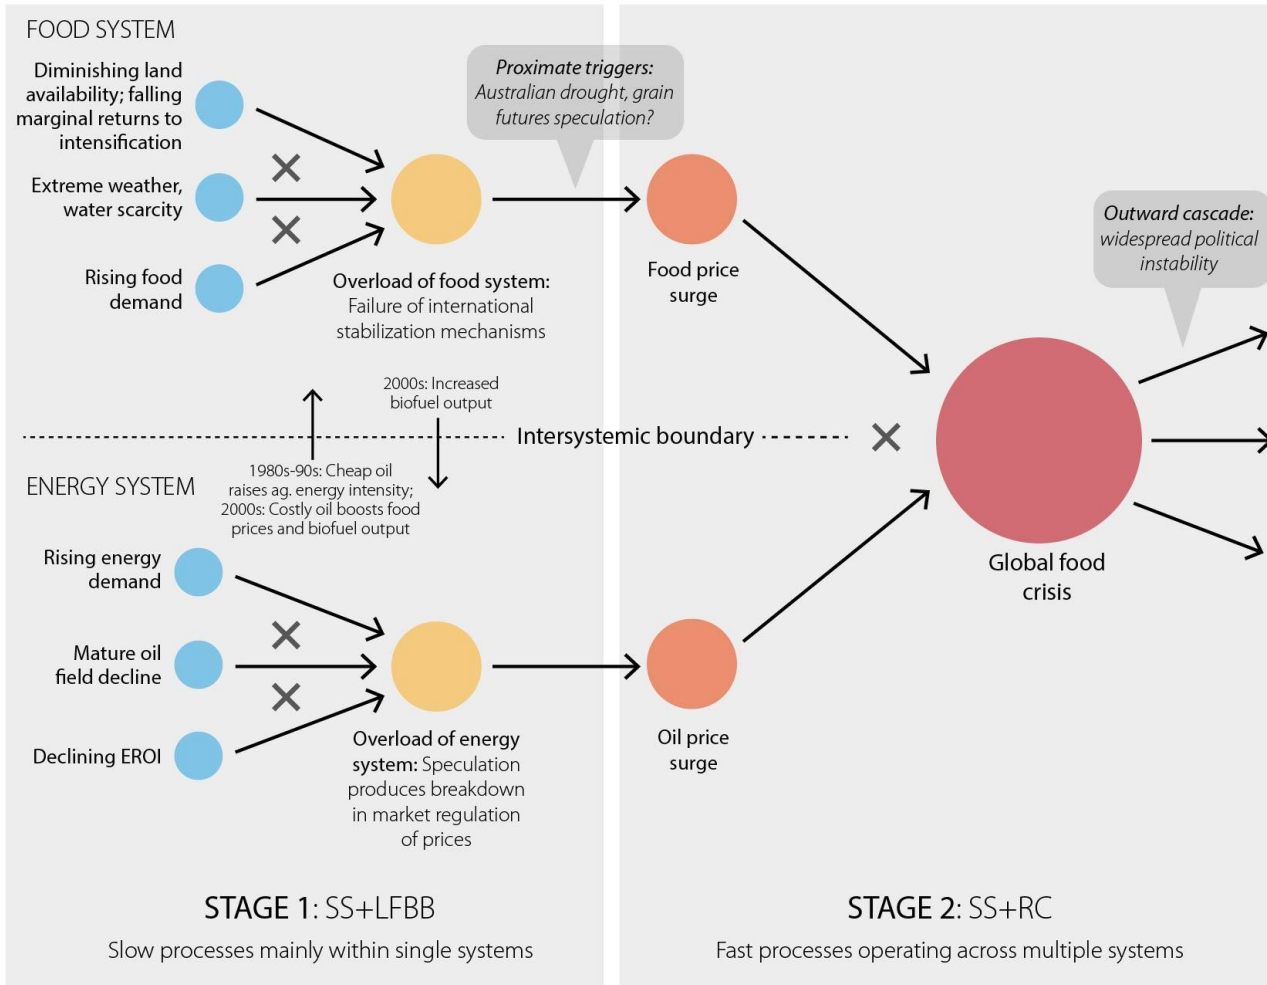 FOOD SYSTEM
Diminishing land
availability; falling
marginal returns to
intensification
Extreme weather,
water scarcity
Rising food
demand
Overload of food system:
Failure of international
stabilization mechanisms
Proximate triggers:
Australian drought, grain
futures speculation?
Food price
surge
Outward cascade:
widespread political
instability
2000s: Increased
biofuel output
Intersystemic boundary
1980s-90s: Cheap oil
raises ag. energy intensity;
2000s: Costly oil boosts food
prices and biofuel output
ENERGY SYSTEM
Rising energy
demand
Mature oil
field decline
Declining EROI
Overload of energy
system: Speculation
produces breakdown
in market regulation
of prices
Oil price
surge
Global food
crisis
STAGE 1: SS+LFBB
Slow processes mainly within single systems
STAGE 2: SS+RC
Fast processes operating across multiple systems